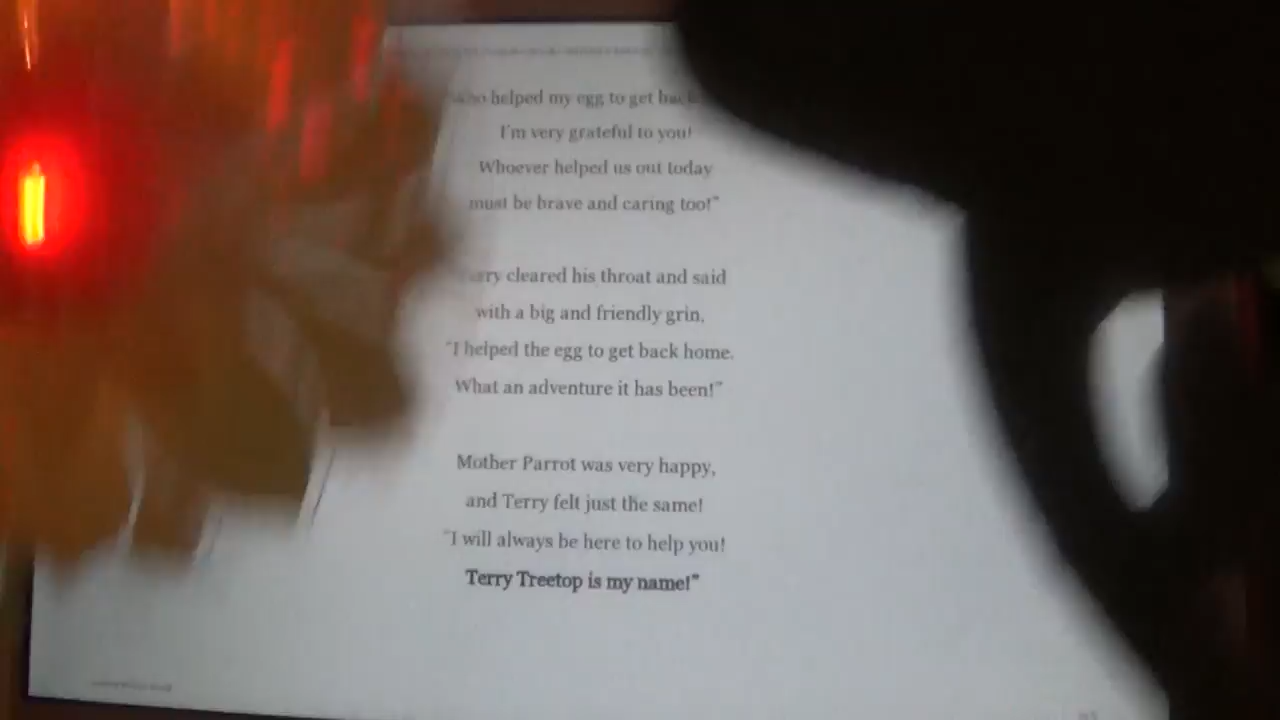 helped my egg to get back
I'm very grateful to you!
Whoever helped us out today
must be brave and caring too!"
cleared his throat and said
with a big and friendly grin,
"I helped the egg to get back home.
What an adventure it has been!"
Mother Parrot was very happy,
and Terry felt just the same!
"I will always be here to help you!
Terry Treetop is my name!"